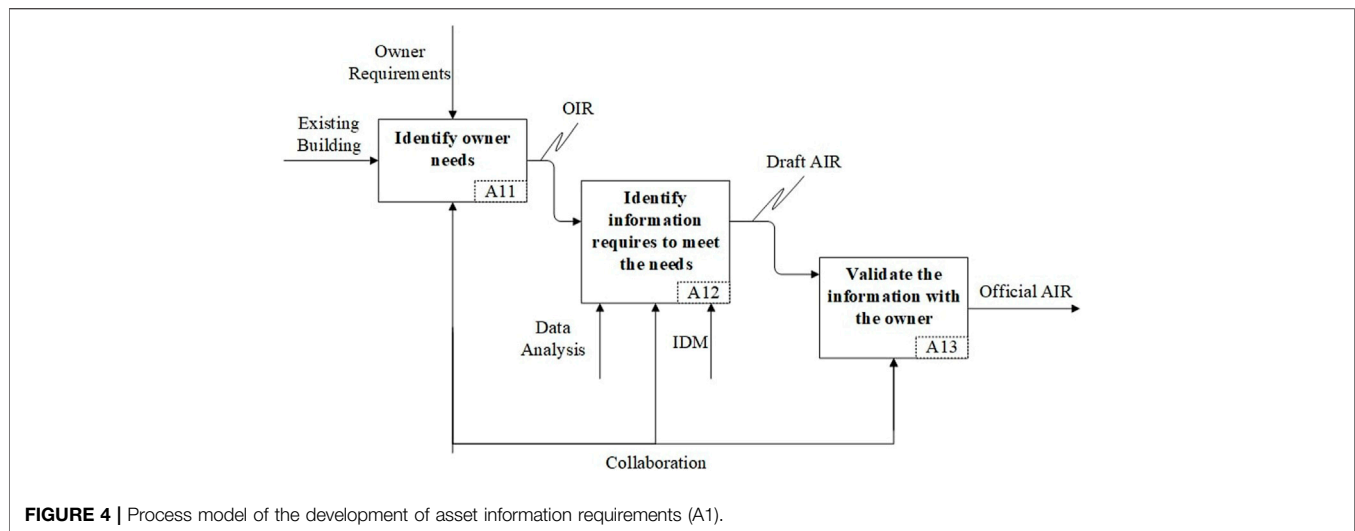 Owner
Requirements
Existing
Building
Identify owner
needs
A11
OIR
Identify
information
requires to meet
the needs
A12
Draft AIR
Validate the
information with
the owner
A13
Official AIR
Data
Analysis
IDM
Collaboration
FIGURE 4 | Process model of the development of asset information requirements (A1).